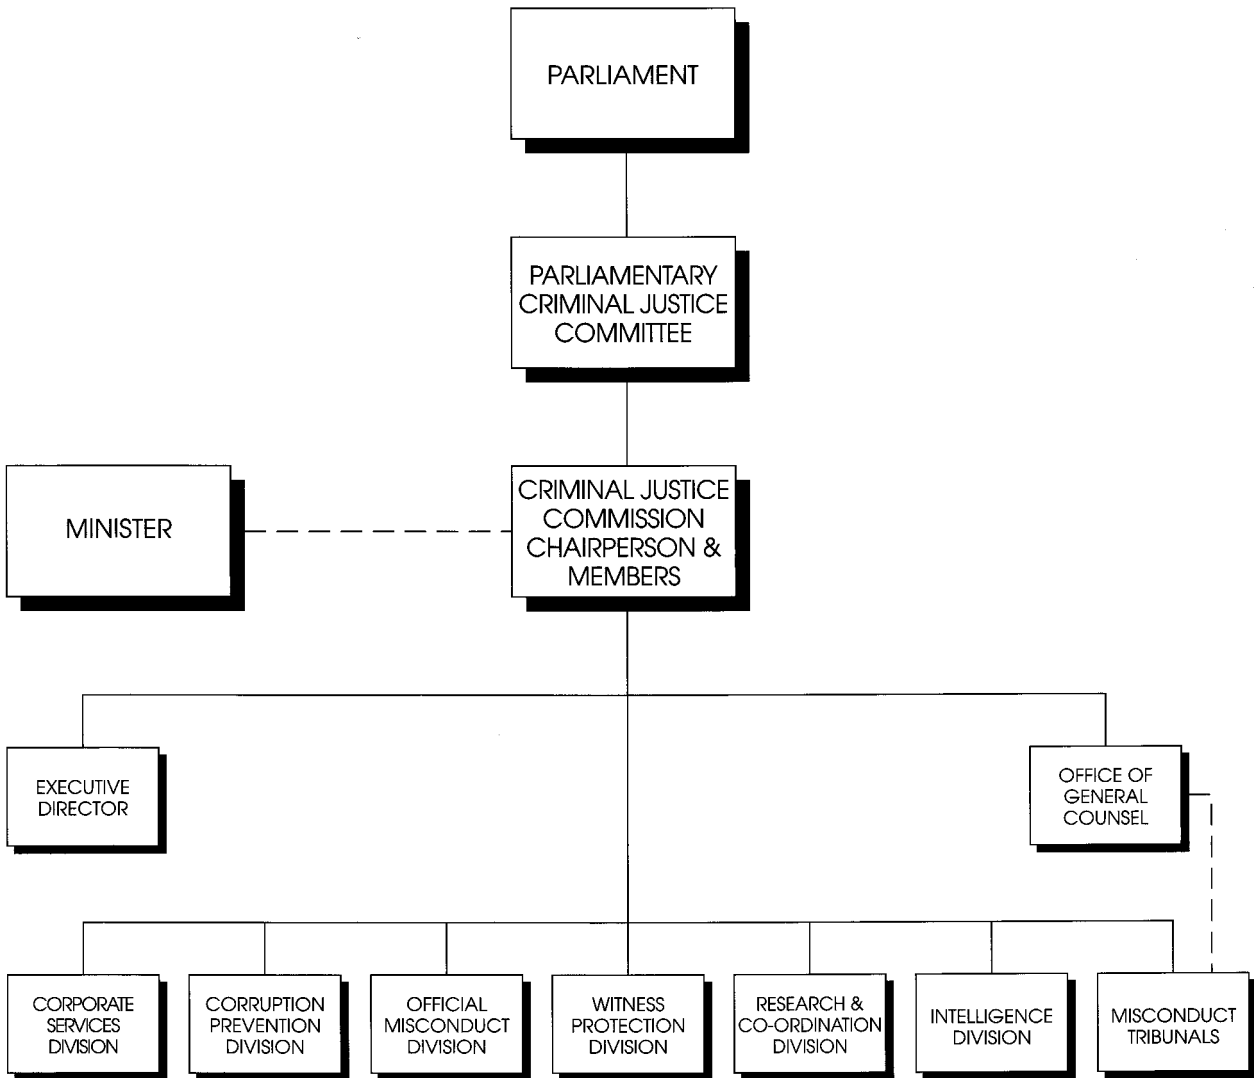 PARLIAMENT
PARLIAMENTARY
CRIMINAL JUSTICE
COMMITTEE
MINISTER
CRIMINAL JUSTICE
COMMISSION
CHAIRPERSON &
MEMBERS
EXECUTIVE
DIRECTOR
OFFICE OF
GENERAL
COUNSEL
CORPORATE
SERVICES
DIVISION
CORRUPTION
PREVENTION
DIVISION
OFFICIAL
MISCONDUCT
DIVISION
WITNESS
PROTECTION
DIVISION
RESEARCH &
CO-ORDINATION
DIVISION
INTELLIGENCE
DIVISION
MISCONDUCT
TRIBUNALS